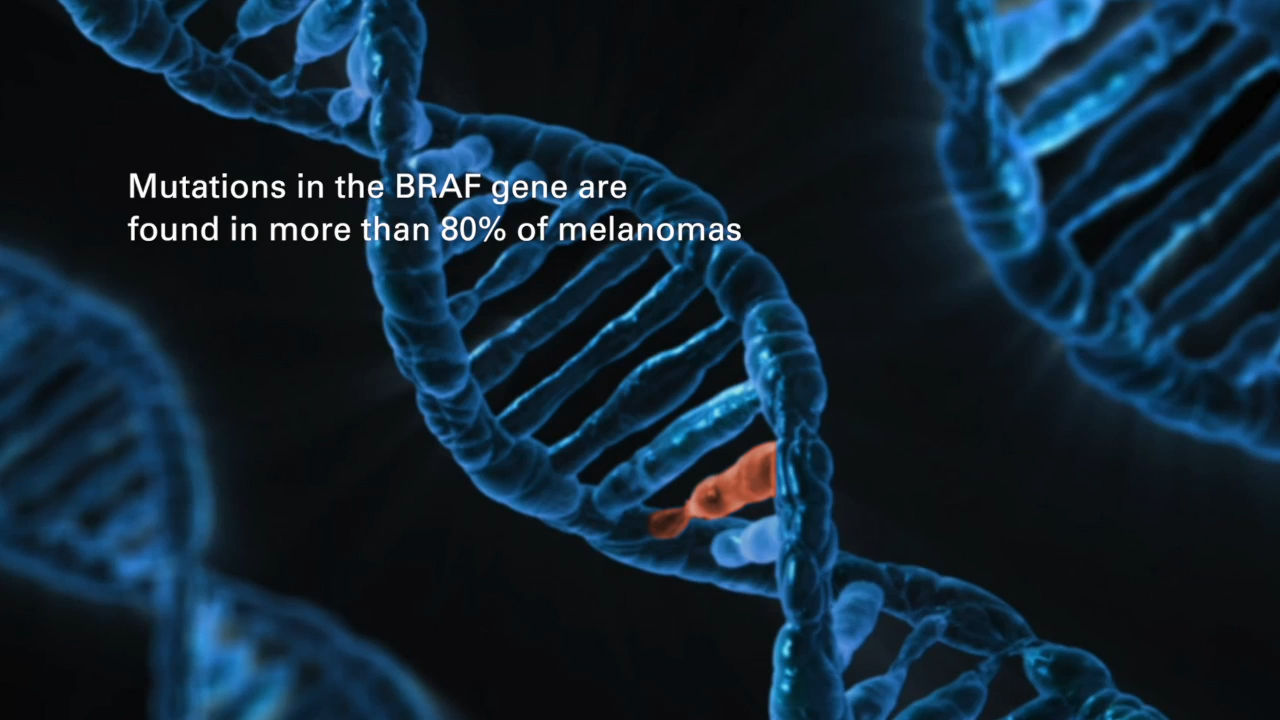 Mutations in the BRAF gene are
found in more than 80% of melanomas